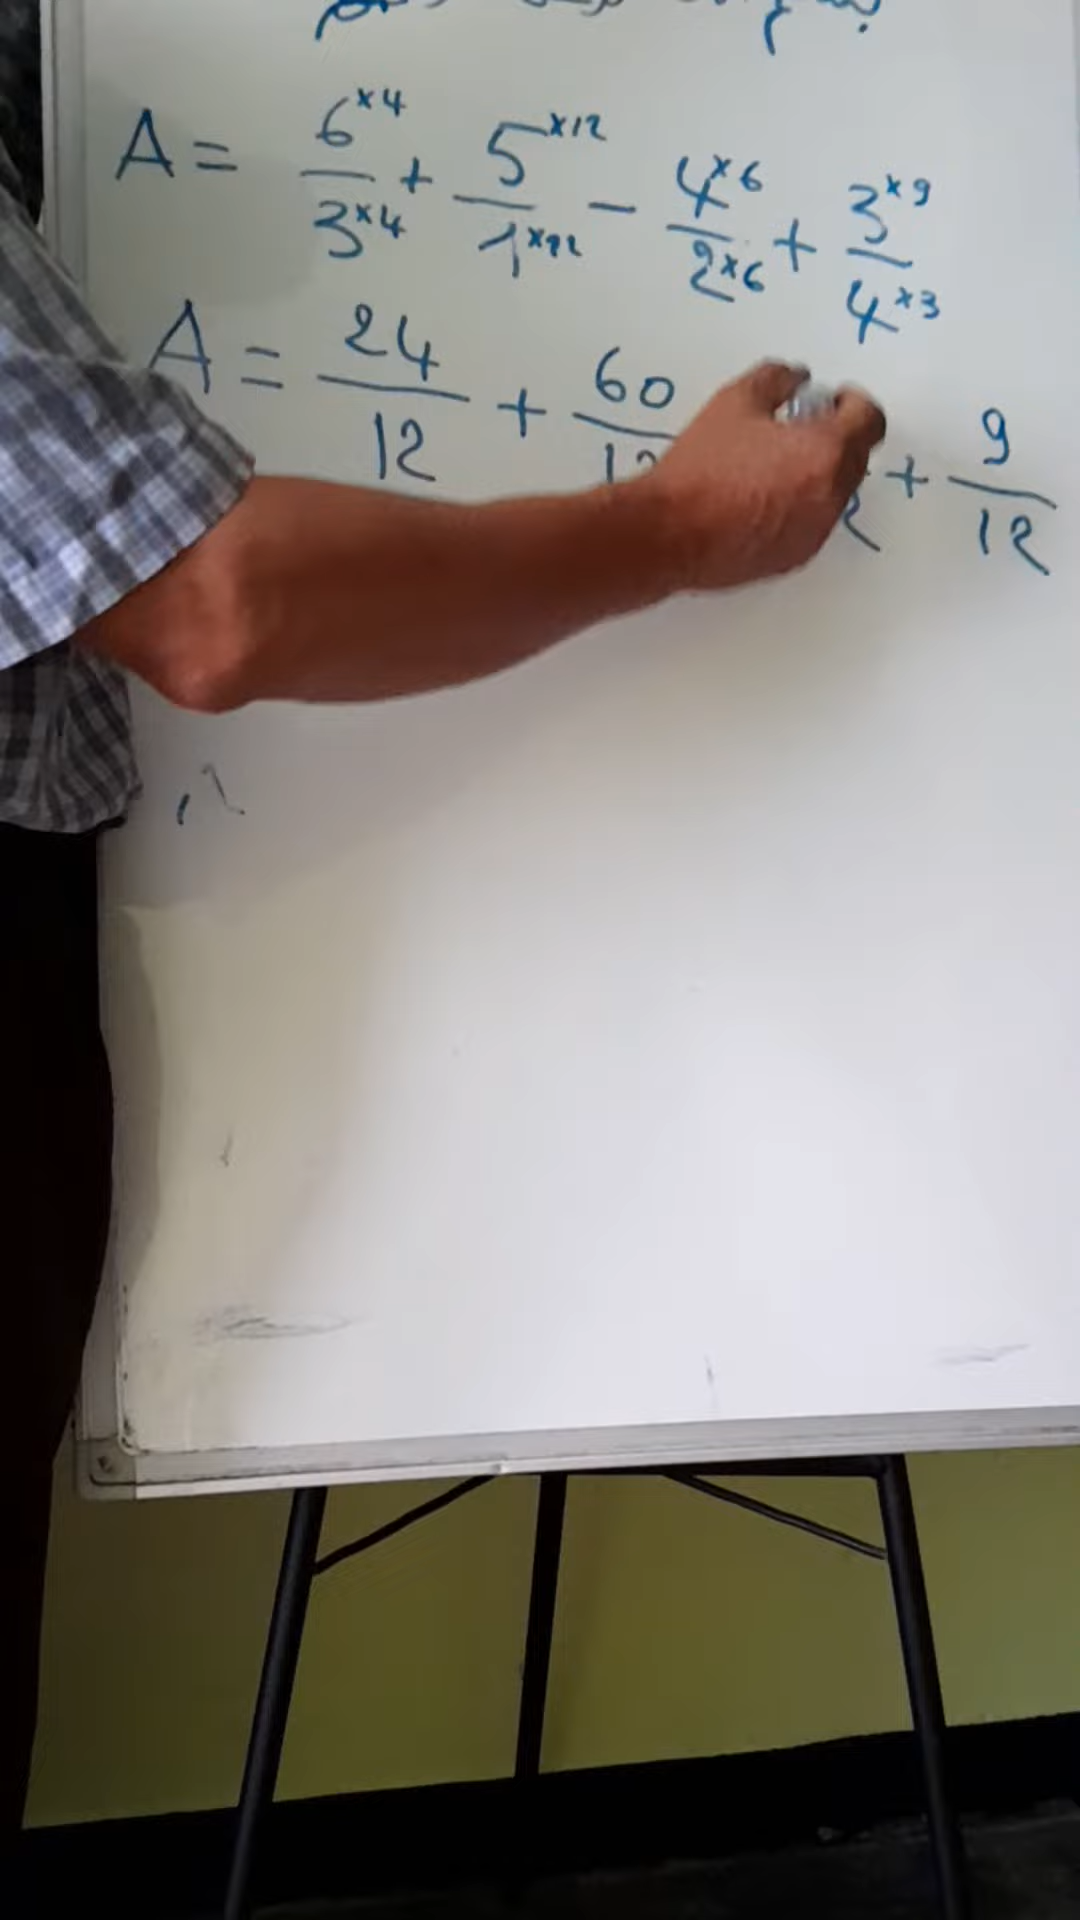 A = 6^×4/3^×4 + 5^×12/1^×12 - 4^×6/2^×6 + 3^×9/4^×3
A = 24/12 + 60/12 + 9/12